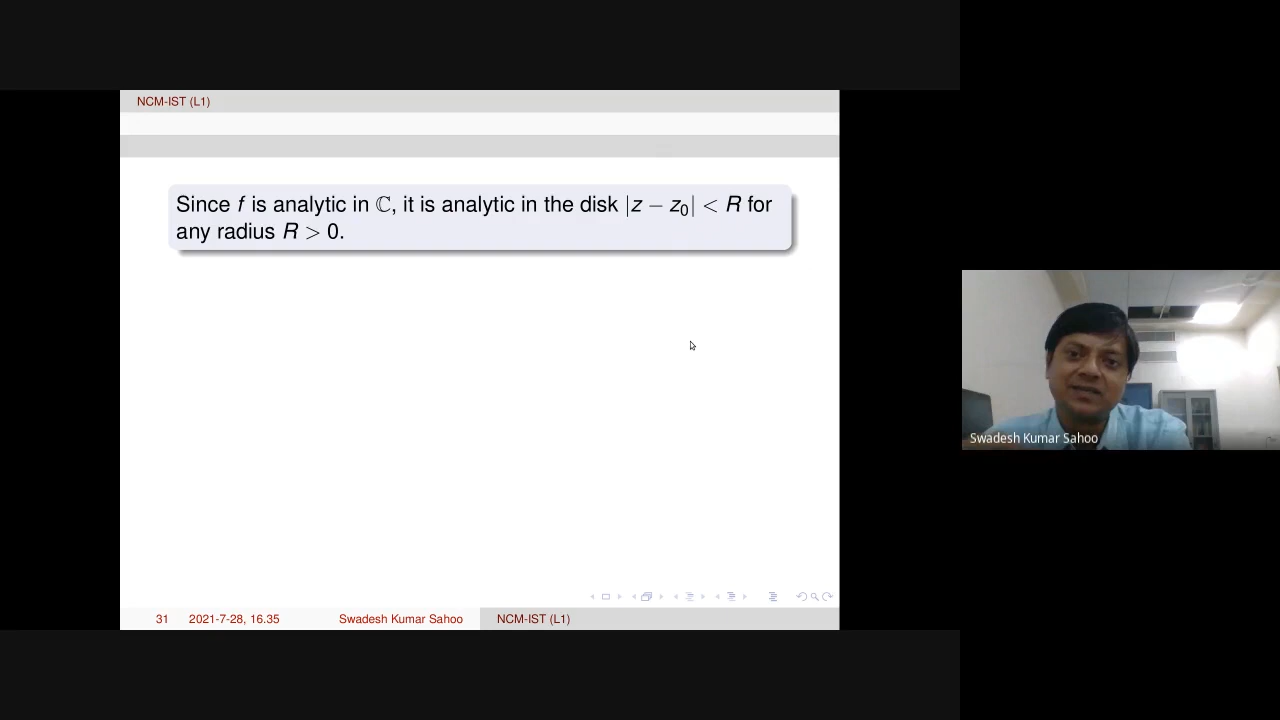 NCM-IST (L1)
Since f is analytic in ℂ, it is analytic in the disk |z − z₀| < R for
any radius R > 0.
Swadesh Kumar Sahoo
31 2021-7-28, 16.35 Swadesh Kumar Sahoo NCM-IST (L1)